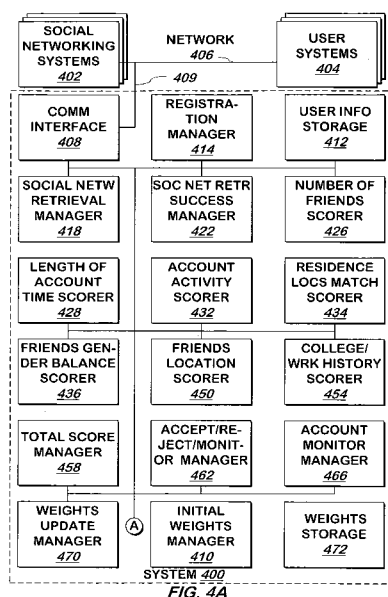 SOCIAL
NETWORKING
SYSTEMS
402
NETWORK
406
409
USER
SYSTEMS
404
COMM
INTERFACE
408
REGISTRA-
TION
MANAGER
414
USER INFO
STORAGE
412
SOCIAL NETW
RETRIEVAL
MANAGER
418
SOC NET RETR
SUCCESS
MANAGER
422
NUMBER OF
FRIENDS
SCORER
426
LENGTH OF
ACCOUNT
TIME SCORER
428
ACCOUNT
ACTIVITY
SCORER
432
RESIDENCE
LOCS MATCH
SCORER
434
FRIENDS GEN-
DER BALANCE
SCORER
436
FRIENDS
LOCATION
SCORER
450
COLLEGE/
WRK HISTORY
SCORER
454
TOTAL SCORE
MANAGER
458
ACCEPT/RE-
JECT/MONIT-
OR MANAGER
462
ACCOUNT
MONITOR
MANAGER
466
WEIGHTS
UPDATE
MANAGER
470
A
INITIAL
WEIGHTS
MANAGER
410
WEIGHTS
STORAGE
472
SYSTEM 400
FIG. 4A